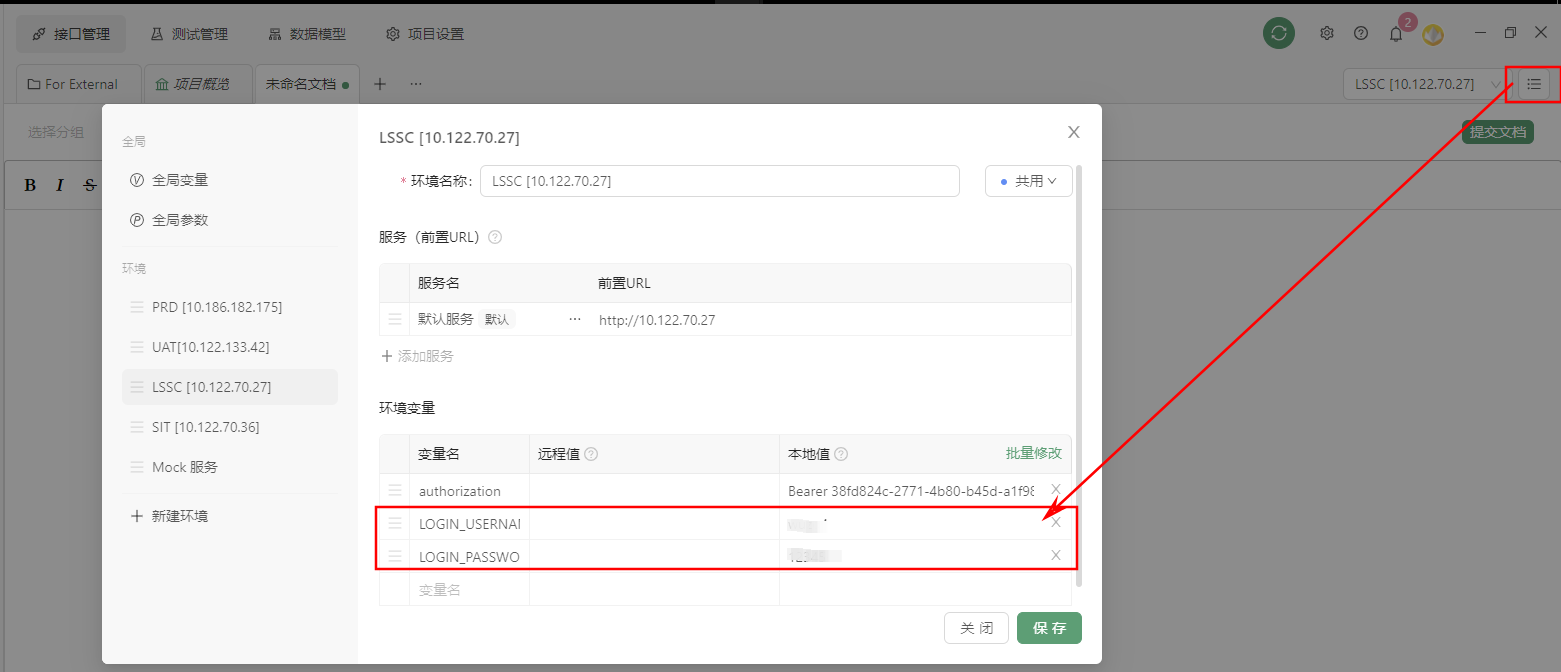 接口管理 测试管理 数据模型 项目设置 2
For External 项目概览 未命名文档 + ··· LSSC [10.122.70.27]
选择分组 提交文档
B I S
LSSC [10.122.70.27] X
全局
全局变量
全局参数
环境
PRD [10.186.182.175]
UAT[10.122.133.42]
LSSC [10.122.70.27]
SIT [10.122.70.36]
Mock 服务
+ 新建环境
* 环境名称: LSSC [10.122.70.27] 共用
服务（前置URL） ?
服务名 前置URL
默认服务 默认 ··· http://10.122.70.27
+ 添加服务
环境变量
变量名 远程值 ? 本地值 ? 批量修改
authorization Bearer 38fd824c-2771-4b80-b45d-a1f98 X
LOGIN_USERNAI X
LOGIN_PASSWO X
变量名
关 闭 保 存